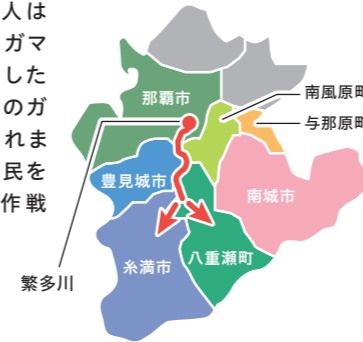 人は
ガマ
した
のガ
れま
民を
作戦
那覇市
南風原町
与那原町
豊見城市
南城市
糸満市
八重瀬町
繁多川